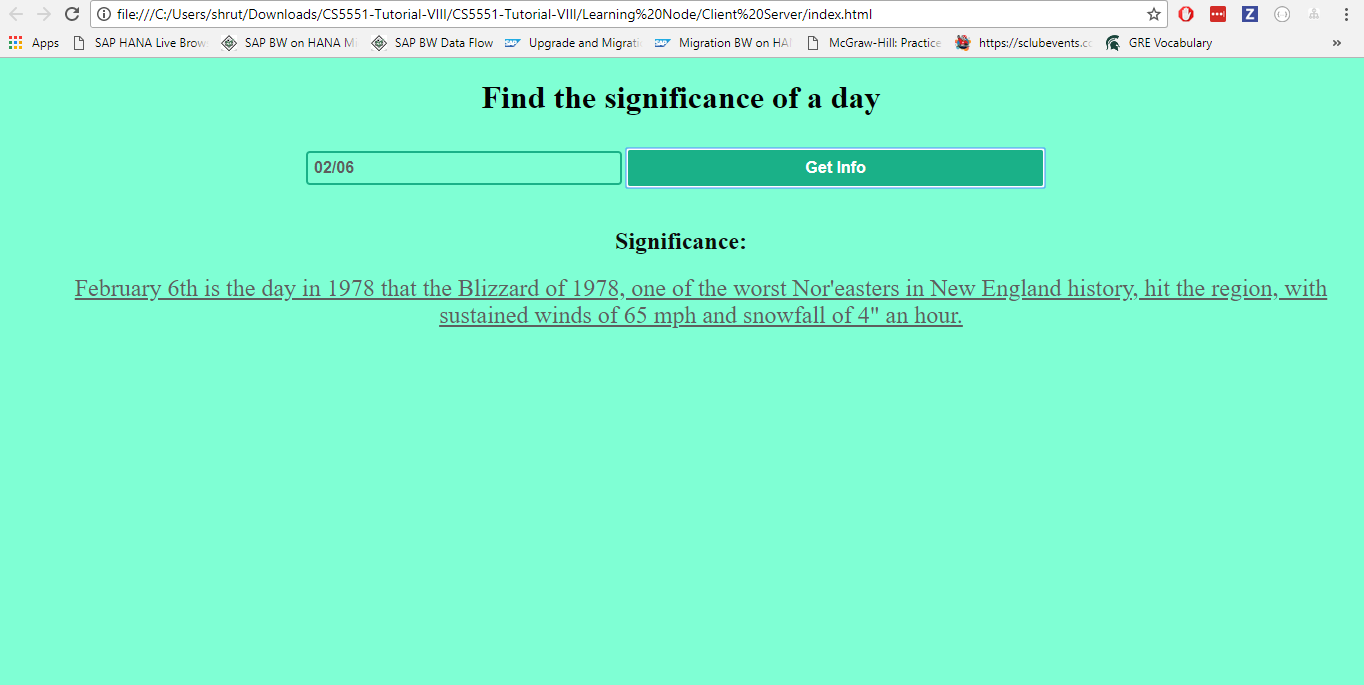 file:///C:/Users/shrut/Downloads/CS5551-Tutorial-VIII/CS5551-Tutorial-VIII/Learning%20Node/Client%20Server/index.html
Apps SAP HANA Live Brow SAP BW on HANA Mi SAP BW Data Flow Upgrade and Migrati Migration BW on HA McGraw-Hill: Practice https://sclubevents.cc GRE Vocabulary »
Find the significance of a day
02/06 Get Info
Significance:
February 6th is the day in 1978 that the Blizzard of 1978, one of the worst Nor'easters in New England history, hit the region, with
sustained winds of 65 mph and snowfall of 4" an hour.